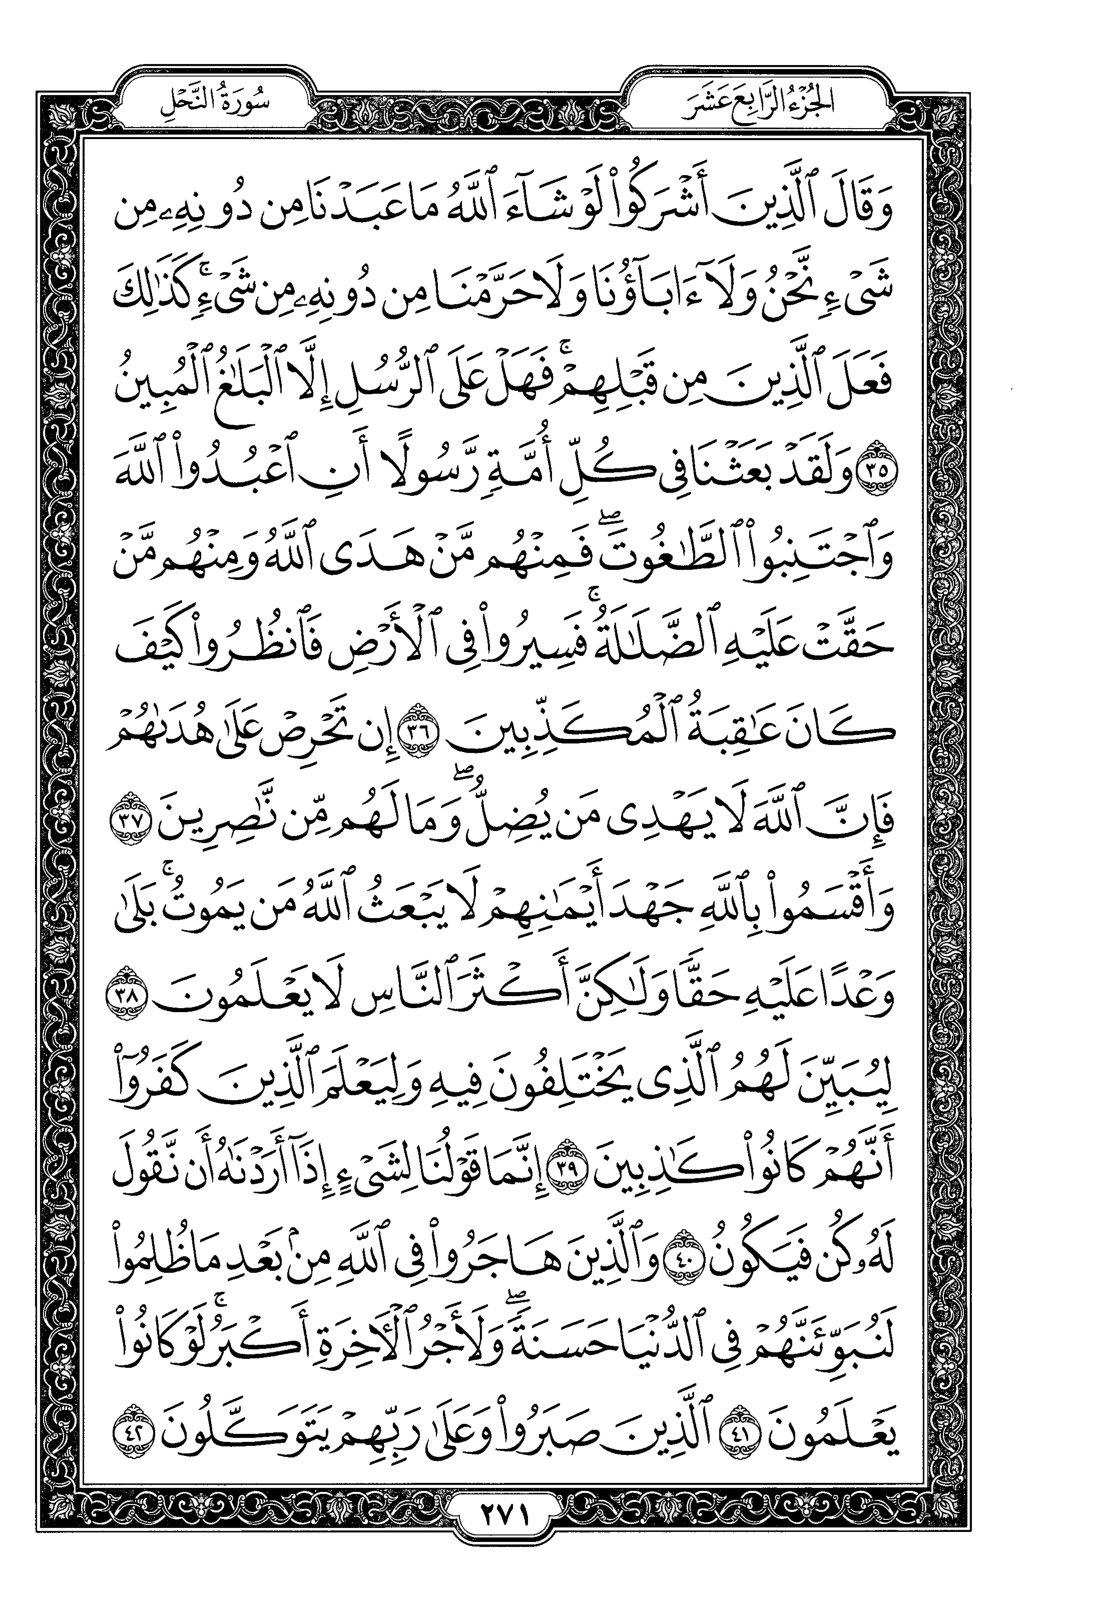 الجُزْءُ الرَّابِعَ عَشَرَ
سُورَةُ النَّحْلِ
وَقَالَ ٱلَّذِينَ أَشْرَكُوا۟ لَوْ شَآءَ ٱللَّهُ مَا عَبَدْنَا مِن دُونِهِۦ مِن
شَىْءٍ نَّحْنُ وَلَآ ءَابَآؤُنَا وَلَا حَرَّمْنَا مِن دُونِهِۦ مِن شَىْءٍ ۚ كَذَٰلِكَ
فَعَلَ ٱلَّذِينَ مِن قَبْلِهِمْ ۚ فَهَلْ عَلَى ٱلرُّسُلِ إِلَّا ٱلْبَلَٰغُ ٱلْمُبِينُ
٣٥ وَلَقَدْ بَعَثْنَا فِى كُلِّ أُمَّةٍ رَّسُولًا أَنِ ٱعْبُدُوا۟ ٱللَّهَ
وَٱجْتَنِبُوا۟ ٱلطَّٰغُوتَ ۖ فَمِنْهُم مَّنْ هَدَى ٱللَّهُ وَمِنْهُم مَّنْ
حَقَّتْ عَلَيْهِ ٱلضَّلَٰلَةُ ۚ فَسِيرُوا۟ فِى ٱلْأَرْضِ فَٱنظُرُوا۟ كَيْفَ
كَانَ عَٰقِبَةُ ٱلْمُكَذِّبِينَ ٣٦ إِن تَحْرِصْ عَلَىٰ هُدَىٰهُمْ
فَإِنَّ ٱللَّهَ لَا يَهْدِى مَن يُضِلُّ ۖ وَمَا لَهُم مِّن نَّٰصِرِينَ ٣٧
وَأَقْسَمُوا۟ بِٱللَّهِ جَهْدَ أَيْمَٰنِهِمْ لَا يَبْعَثُ ٱللَّهُ مَن يَمُوتُ ۚ بَلَىٰ
وَعْدًا عَلَيْهِ حَقًّا وَلَٰكِنَّ أَكْثَرَ ٱلنَّاسِ لَا يَعْلَمُونَ ٣٨
لِيُبَيِّنَ لَهُمُ ٱلَّذِى يَخْتَلِفُونَ فِيهِ وَلِيَعْلَمَ ٱلَّذِينَ كَفَرُوٓا۟
أَنَّهُمْ كَانُوا۟ كَٰذِبِينَ ٣٩ إِنَّمَا قَوْلُنَا لِشَىْءٍ إِذَآ أَرَدْنَٰهُ أَن نَّقُولَ
لَهُۥ كُن فَيَكُونُ ٤٠ وَٱلَّذِينَ هَاجَرُوا۟ فِى ٱللَّهِ مِنۢ بَعْدِ مَا ظُلِمُوا۟
لَنُبَوِّئَنَّهُمْ فِى ٱلدُّنْيَا حَسَنَةً ۖ وَلَأَجْرُ ٱلْءَاخِرَةِ أَكْبَرُ ۚ لَوْ كَانُوا۟
يَعْلَمُونَ ٤١ ٱلَّذِينَ صَبَرُوا۟ وَعَلَىٰ رَبِّهِمْ يَتَوَكَّلُونَ ٤٢
٢٧١